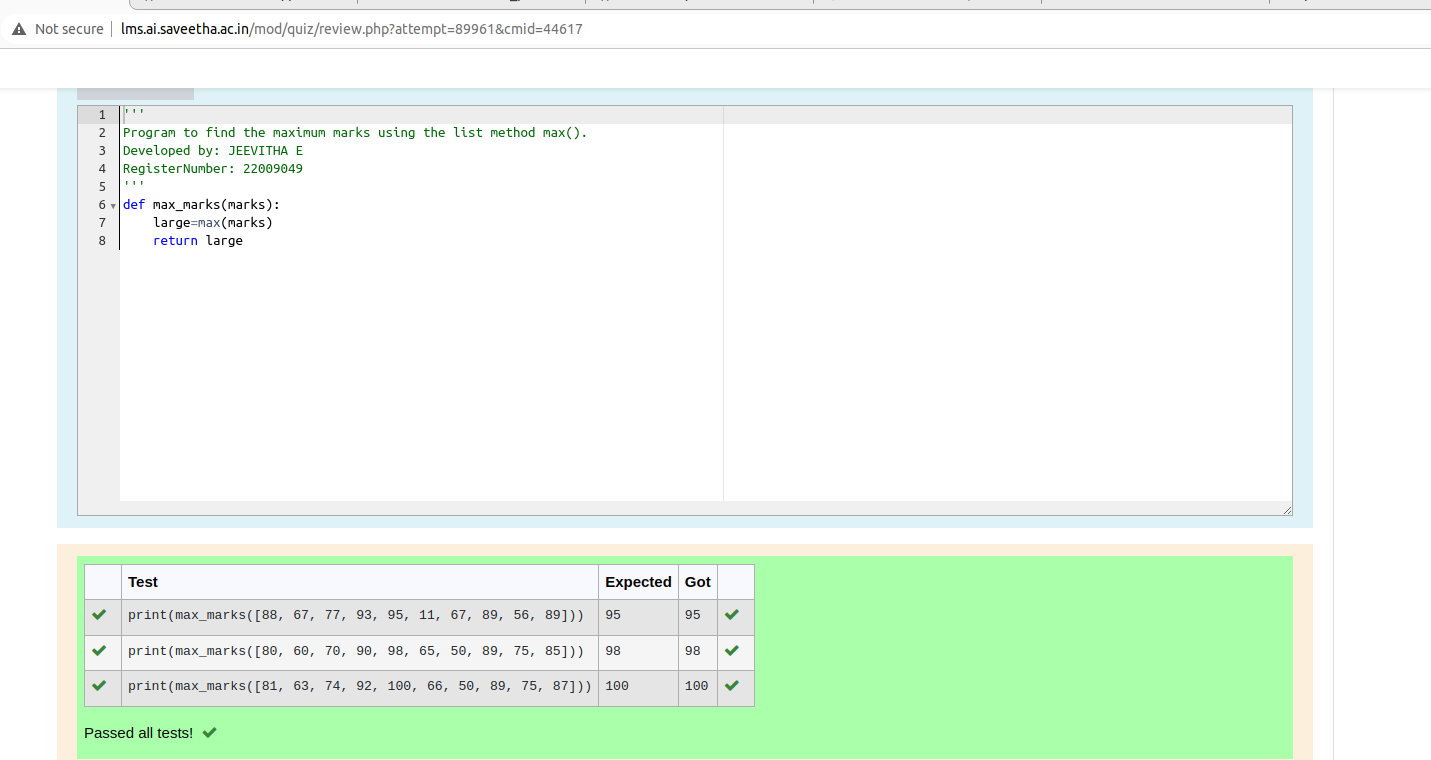 Not secure lms.ai.saveetha.ac.in/mod/quiz/review.php?attempt=89961&cmid=44617
1 '''
2 Program to find the maximum marks using the list method max().
3 Developed by: JEEVITHA E
4 RegisterNumber: 22009049
5 '''
6 def max_marks(marks):
7 large=max(marks)
8 return large
Test Expected Got
print(max_marks([88, 67, 77, 93, 95, 11, 67, 89, 56, 89])) 95 95
print(max_marks([80, 60, 70, 90, 98, 65, 50, 89, 75, 85])) 98 98
print(max_marks([81, 63, 74, 92, 100, 66, 50, 89, 75, 87])) 100 100
Passed all tests!